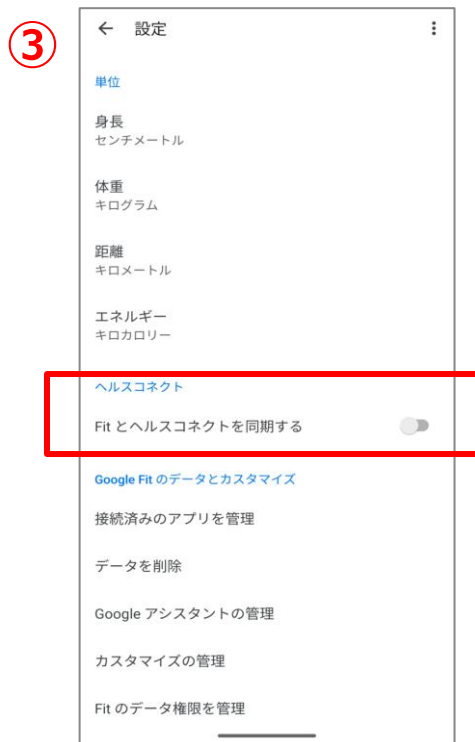 ③
← 設定
単位
身長
センチメートル
体重
キログラム
距離
キロメートル
エネルギー
キロカロリー
ヘルスコネクト
Fit とヘルスコネクトを同期する
Google Fit のデータとカスタマイズ
接続済みのアプリを管理
データを削除
Google アシスタントの管理
カスタマイズの管理
Fit のデータ権限を管理